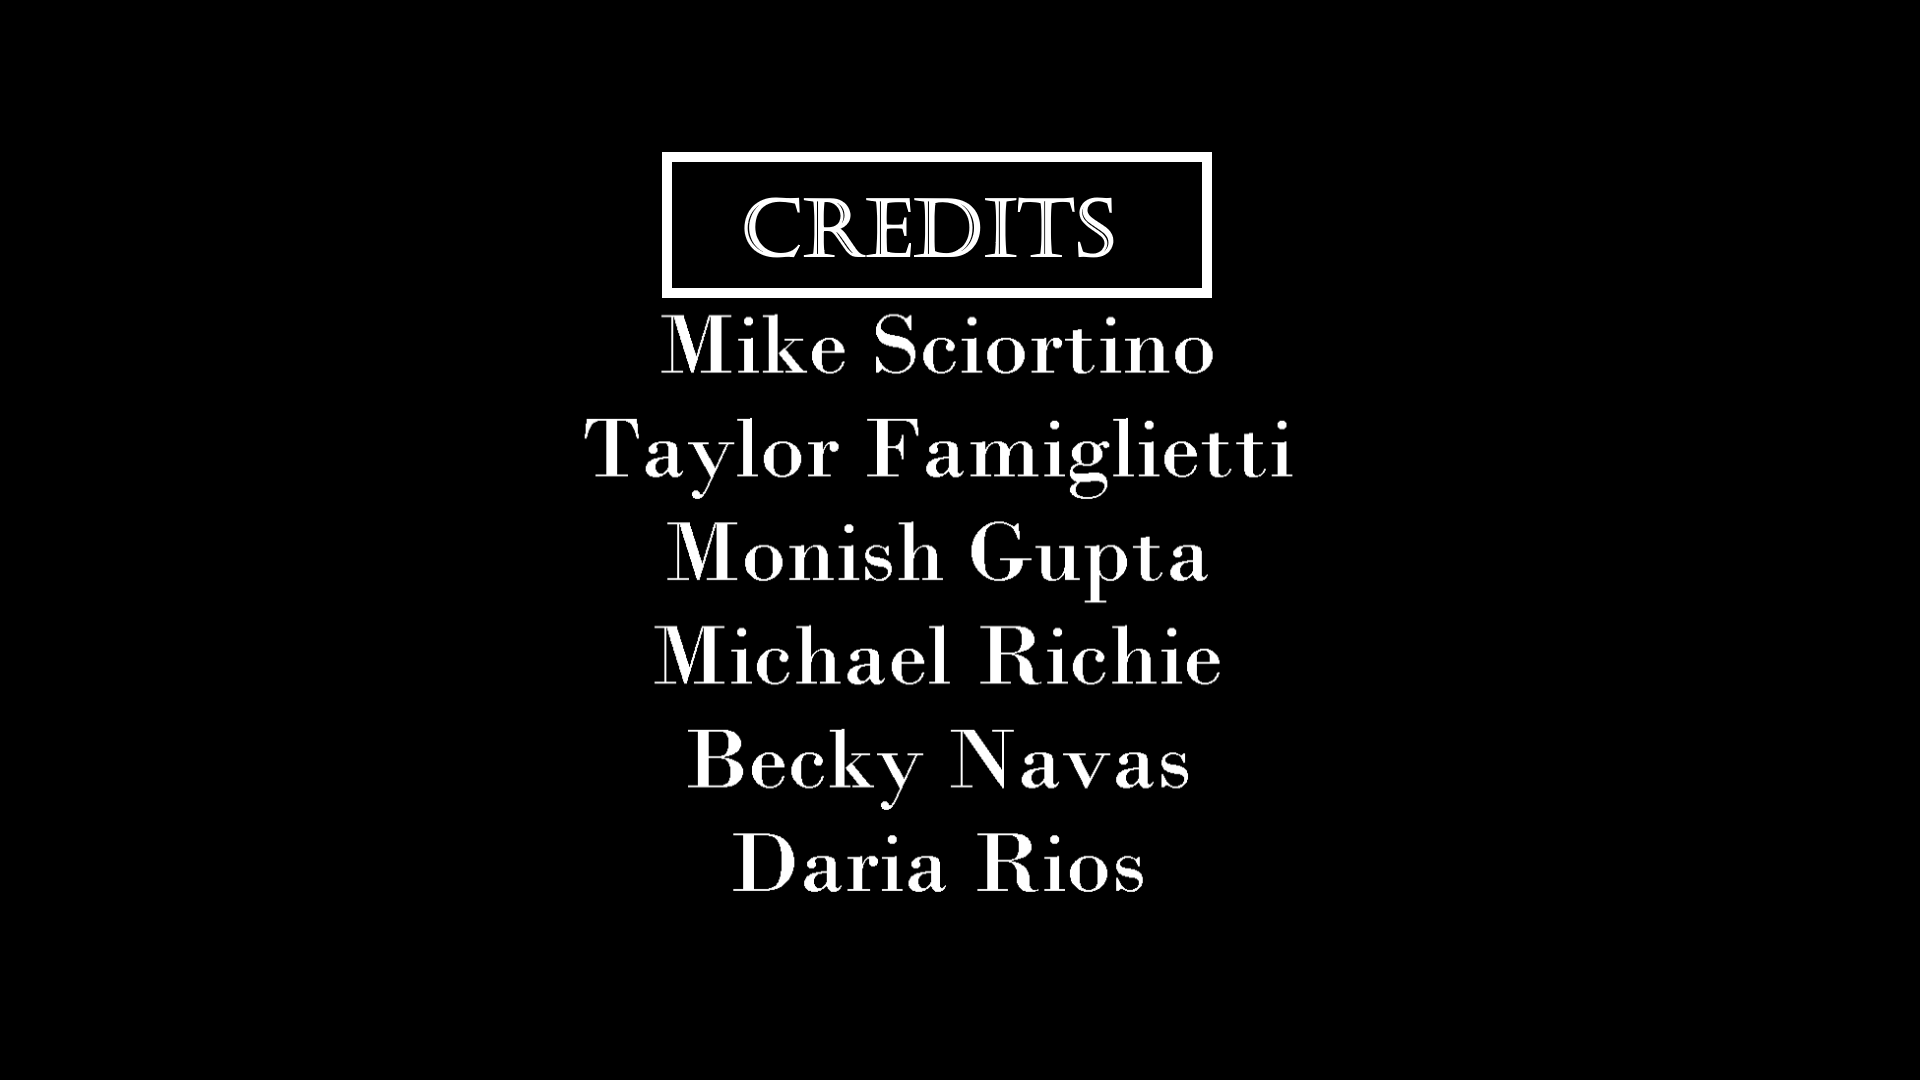 CREDITS
Mike Sciortino
Taylor Famiglietti
Monish Gupta
Michael Richie
Becky Navas
Daria Rios